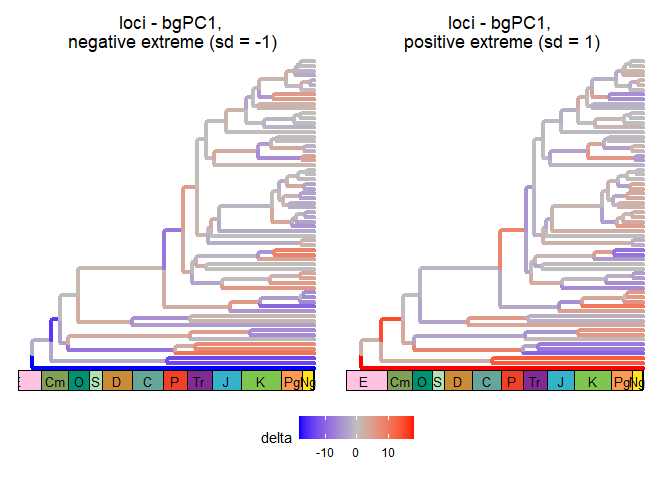 loci - bgPC1,
negative extreme (sd = -1)
loci - bgPC1,
positive extreme (sd = 1)
E Cm O S D C P Tr J K Pg Ng
E Cm O S D C P Tr J K Pg Ng
delta
-10 0 10